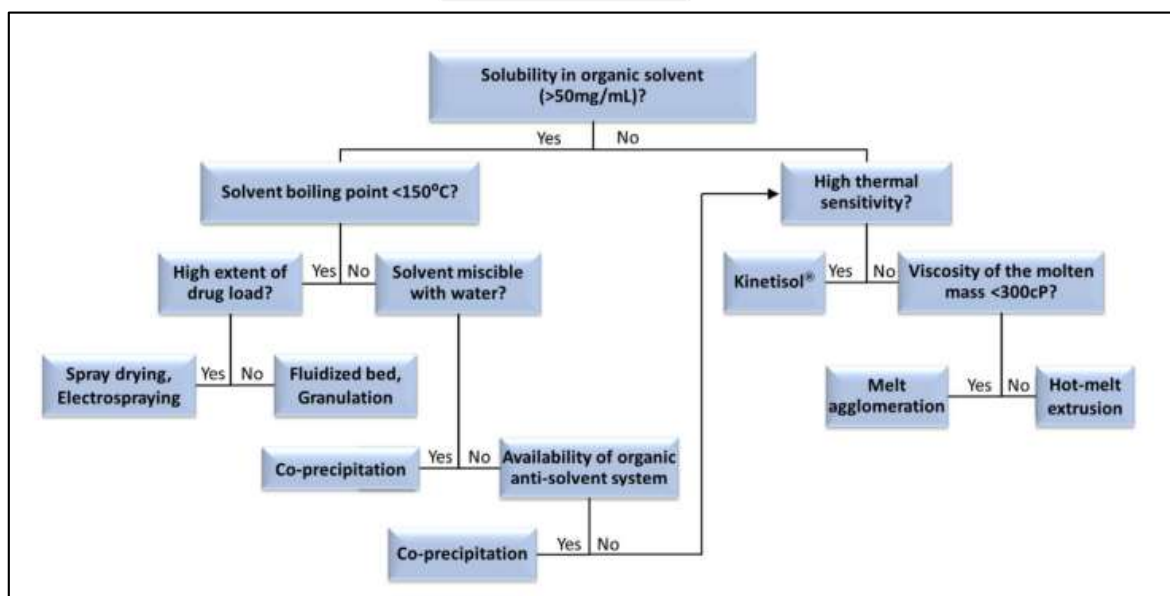 Solubility in organic solvent
(>50mg/mL)?
Yes No
Solvent boiling point <150°C?
High thermal
sensitivity?
High extent of
drug load?
Yes No
Solvent miscible
with water?
Kinetisol®
Yes No
Viscosity of the molten
mass <300cP?
Spray drying,
Electrospraying
Yes No
Fluidized bed,
Granulation
Melt
agglomeration
Yes No
Hot-melt
extrusion
Co-precipitation
Yes No
Availability of organic
anti-solvent system
Co-precipitation
Yes No